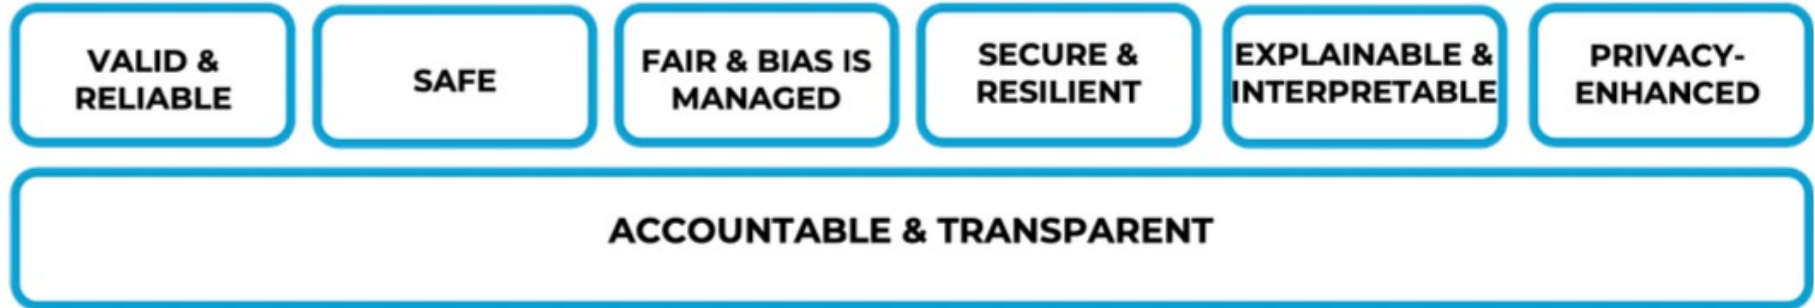 VALID &
RELIABLE
SAFE
FAIR & BIAS IS
MANAGED
SECURE &
RESILIENT
EXPLAINABLE &
INTERPRETABLE
PRIVACY-
ENHANCED
ACCOUNTABLE & TRANSPARENT